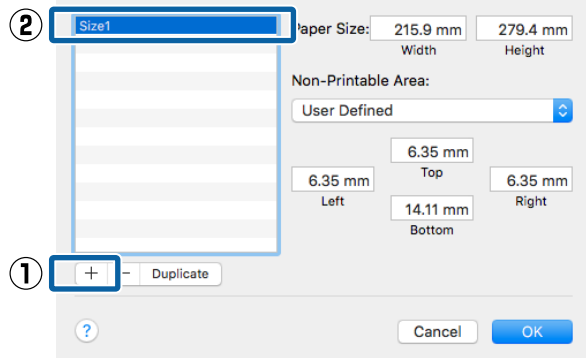 ② Size1 Paper Size: 215.9 mm 279.4 mm
Width Height
Non-Printable Area:
User Defined
6.35 mm
Top
6.35 mm 6.35 mm
Left Right
14.11 mm
Bottom
① + − Duplicate
? Cancel OK